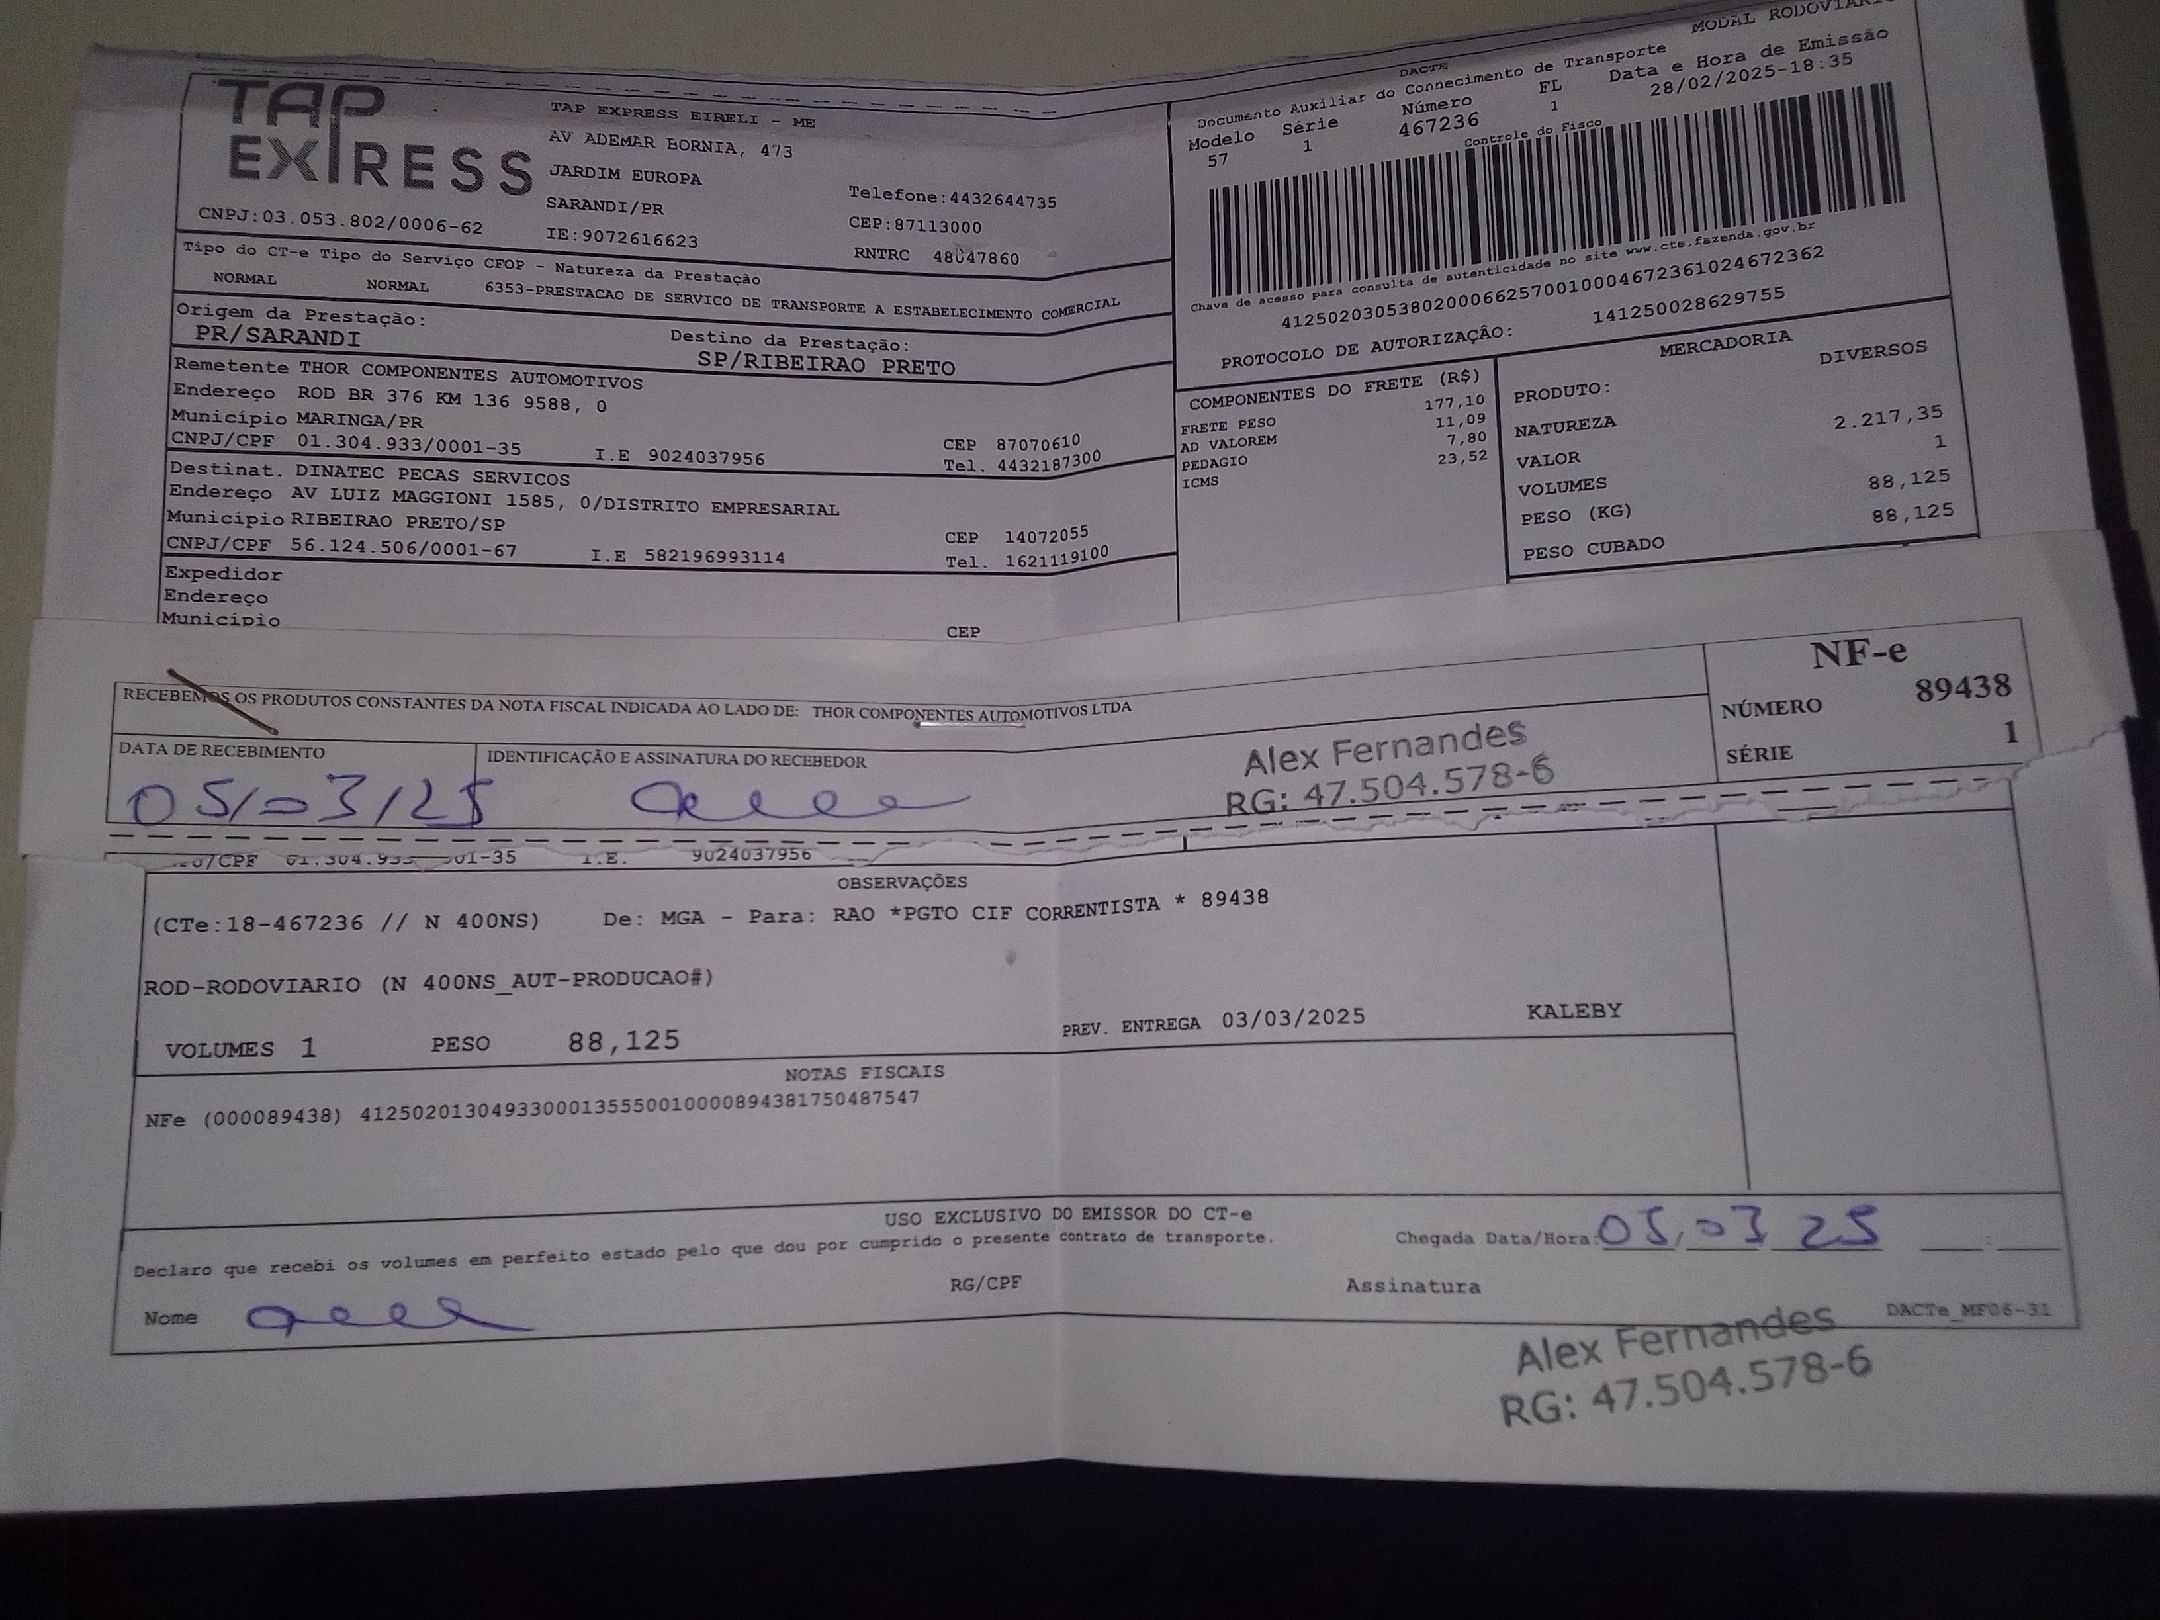 TAP EXPRESS
TAP EXPRESS EIRELI - ME
AV ADEMAR BORNIA, 473
JARDIM EUROPA
SARANDI/PR
Telefone:4432644735
CEP:87113000
CNPJ:03.053.802/0006-62
IE:9072616623
RNTRC 48047860
Tipo do CT-e Tipo do Serviço CFOP - Natureza da Prestação
NORMAL NORMAL 6353-PRESTACAO DE SERVICO DE TRANSPORTE A ESTABELECIMENTO COMERCIAL
Origem da Prestação:
PR/SARANDI
Destino da Prestação:
SP/RIBEIRAO PRETO
Remetente THOR COMPONENTES AUTOMOTIVOS
Endereço ROD BR 376 KM 136 9588, 0
Município MARINGA/PR
CEP 87070610
CNPJ/CPF 01.304.933/0001-35 I.E 9024037956 Tel. 4432187300
Destinat. DINATEC PECAS SERVICOS
Endereço AV LUIZ MAGGIONI 1585, 0/DISTRITO EMPRESARIAL
Município RIBEIRAO PRETO/SP
CEP 14072055
CNPJ/CPF 56.124.506/0001-67 I.E 582196993114 Tel. 1621119100
Expedidor
Endereço
Município
CEP
MODAL RODOVIARIO
DACTE
Documento Auxiliar do Connecimento de Transporte
Modelo Série Número FL Data e Hora de Emissão
57 1 467236 1 28/02/2025-18:35
Controle do Fisco
Chave de acesso para consulta de autenticidade no site www.cte.fazenda.gov.br
41250203053802000662570010004672361024672362
PROTOCOLO DE AUTORIZAÇÂO: 141250028629755
COMPONENTES DO FRETE (R$)
FRETE PESO 177,10
AD VALOREM 11,09
PEDAGIO 7,80
ICMS 23,52
MERCADORIA
PRODUTO: DIVERSOS
NATUREZA
VALOR 2.217,35
VOLUMES 1
PESO (KG) 88,125
PESO CUBADO 88,125
RECEBEMOS OS PRODUTOS CONSTANTES DA NOTA FISCAL INDICADA AO LADO DE: THOR COMPONENTES AUTOMOTIVOS LTDA
NF-e
NÚMERO 89438
SÉRIE 1
DATA DE RECEBIMENTO
IDENTIFICAÇÃO E ASSINATURA DO RECEBEDOR
05/03/25
Alex Fernandes
RG: 47.504.578-6
/CPF 01.304.933 001-35 I.E. 9024037956
OBSERVAÇÕES
(CTe:18-467236 // N 400NS) De: MGA - Para: RAO *PGTO CIF CORRENTISTA * 89438
ROD-RODOVIARIO (N 400NS_AUT-PRODUCAO#)
VOLUMES 1 PESO 88,125 PREV. ENTREGA 03/03/2025 KALEBY
NOTAS FISCAIS
NFe (000089438) 41250201304933000135550010000894381750487547
USO EXCLUSIVO DO EMISSOR DO CT-e
Declaro que recebi os volumes em perfeito estado pelo que dou por cumprido o presente contrato de transporte.
Chegada Data/Hora: 05/03 25 :
Nome
RG/CPF
Assinatura
DACTe_MF06-31
Alex Fernandes
RG: 47.504.578-6